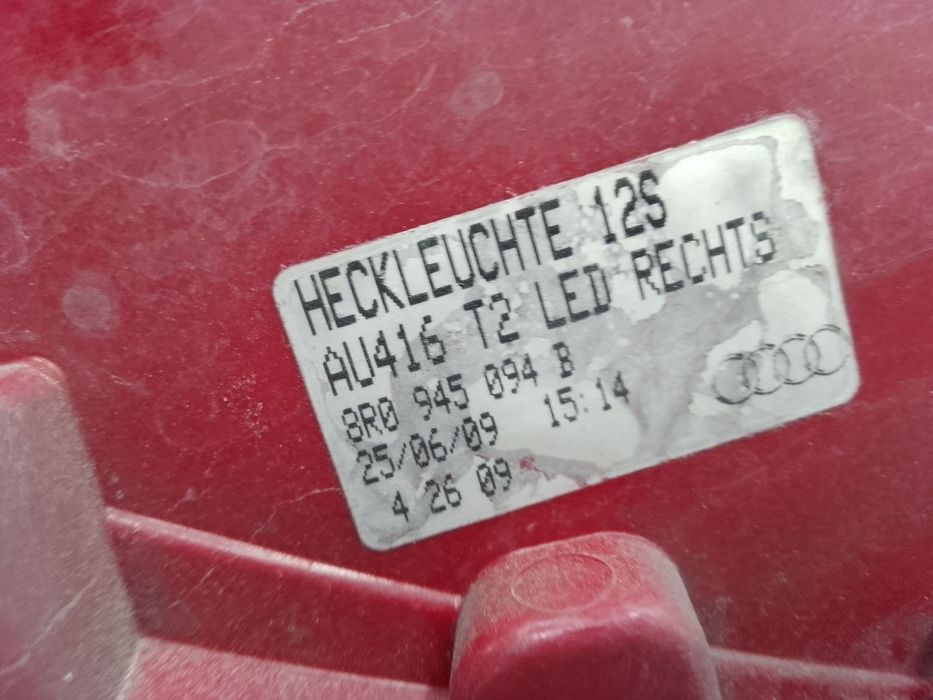 HECKLEUCHTE 12S
AU416 T2 LED RECHTS
8R0 945 094 B
25/06/09 15:14
4 26 09